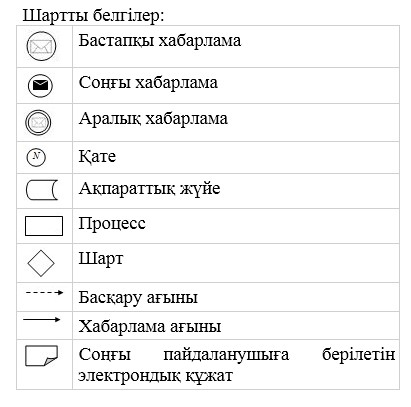 Шартты белгілер:
Бастапқы хабарлама
Соңғы хабарлама
Аралық хабарлама
N Қате
Ақпараттық жүйе
Процесс
Шарт
Басқару ағыны
Хабарлама ағыны
Соңғы пайдаланушыға берілетін
электрондық құжат